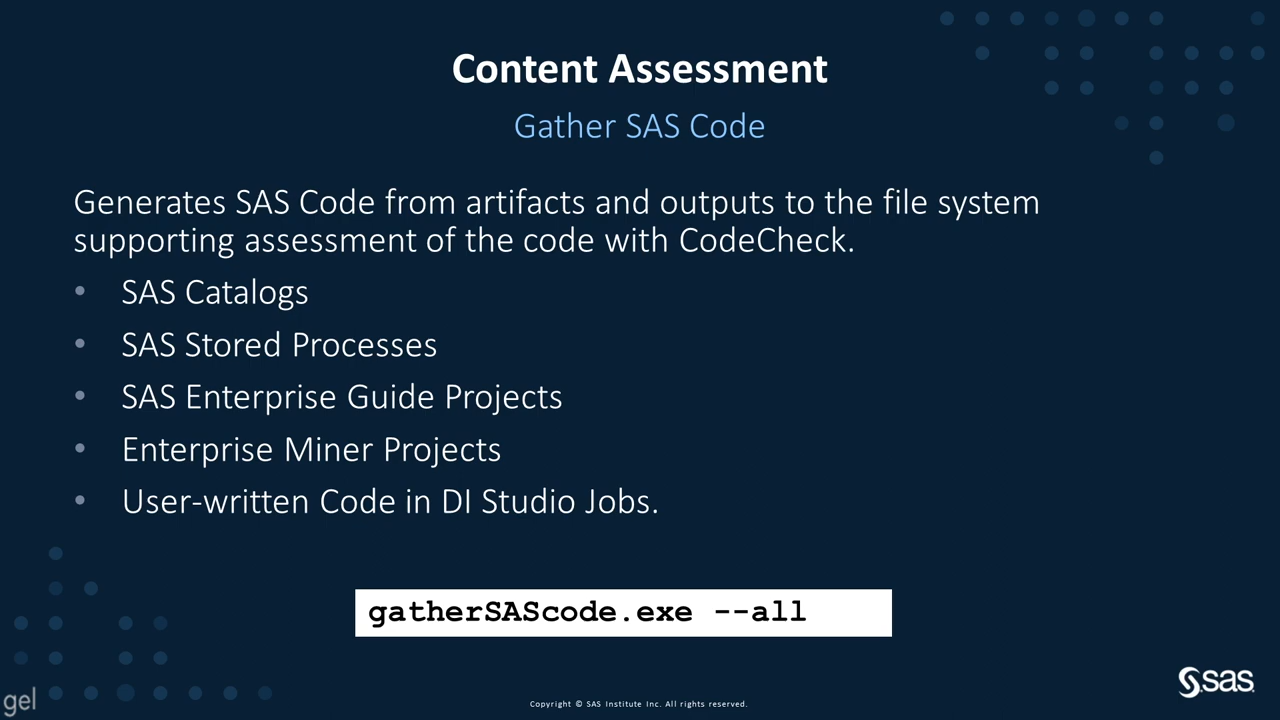 Content Assessment
Gather SAS Code
Generates SAS Code from artifacts and outputs to the file system
supporting assessment of the code with CodeCheck.
• SAS Catalogs
• SAS Stored Processes
• SAS Enterprise Guide Projects
• Enterprise Miner Projects
• User-written Code in DI Studio Jobs.
gatherSAScode.exe --all
gel
Copyright © SAS Institute Inc. All rights reserved.
sas